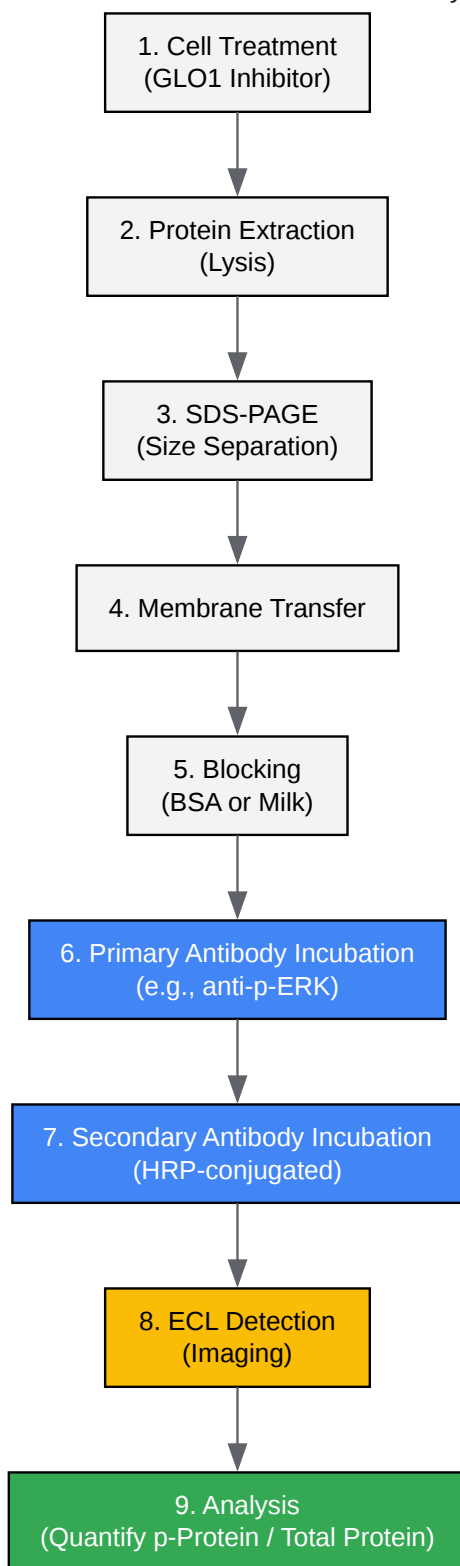 1. Cell Treatment
(GLO1 Inhibitor)
2. Protein Extraction
(Lysis)
3. SDS-PAGE
(Size Separation)
4. Membrane Transfer
5. Blocking
(BSA or Milk)
6. Primary Antibody Incubation
(e.g., anti-p-ERK)
7. Secondary Antibody Incubation
(HRP-conjugated)
8. ECL Detection
(Imaging)
9. Analysis
(Quantify p-Protein / Total Protein)